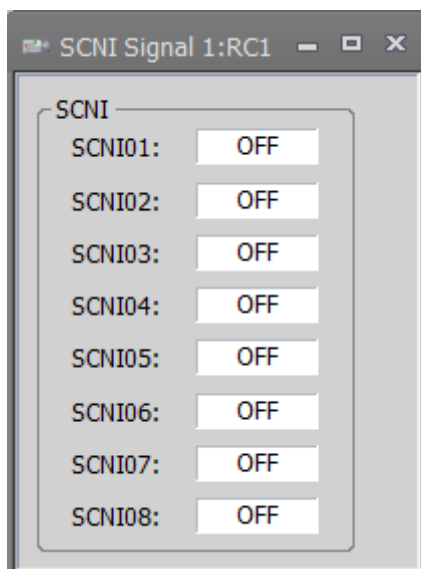 SCNI Signal 1:RC1
SCNI
SCNI01: OFF
SCNI02: OFF
SCNI03: OFF
SCNI04: OFF
SCNI05: OFF
SCNI06: OFF
SCNI07: OFF
SCNI08: OFF